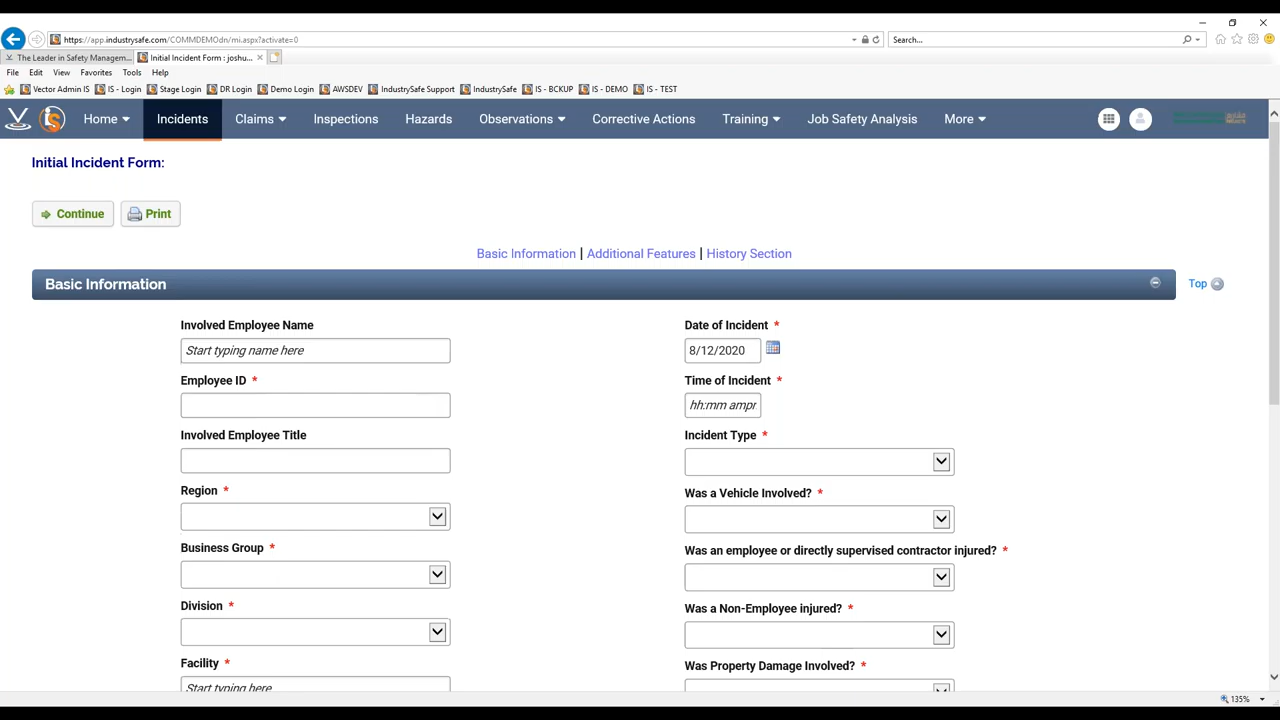 https://app.industrysafe.com/COMMDEMOdn/mi.aspx?activate=0
Search...
The Leader in Safety Managem...
Initial Incident Form : joshu...
File Edit View Favorites Tools Help
Vector Admin IS IS - Login Stage Login DR Login Demo Login AWSDEV IndustrySafe Support IndustrySafe IS - BCKUP IS - DEMO IS - TEST
Home Incidents Claims Inspections Hazards Observations Corrective Actions Training Job Safety Analysis More
Initial Incident Form:
Continue Print
Basic Information | Additional Features | History Section
Basic Information
Top
Involved Employee Name
Start typing name here
Employee ID *
Involved Employee Title
Region *
Business Group *
Division *
Facility *
Start typing here
Date of Incident *
8/12/2020
Time of Incident *
hh:mm ampr
Incident Type *
Was a Vehicle Involved? *
Was an employee or directly supervised contractor injured? *
Was a Non-Employee injured? *
Was Property Damage Involved? *
135%